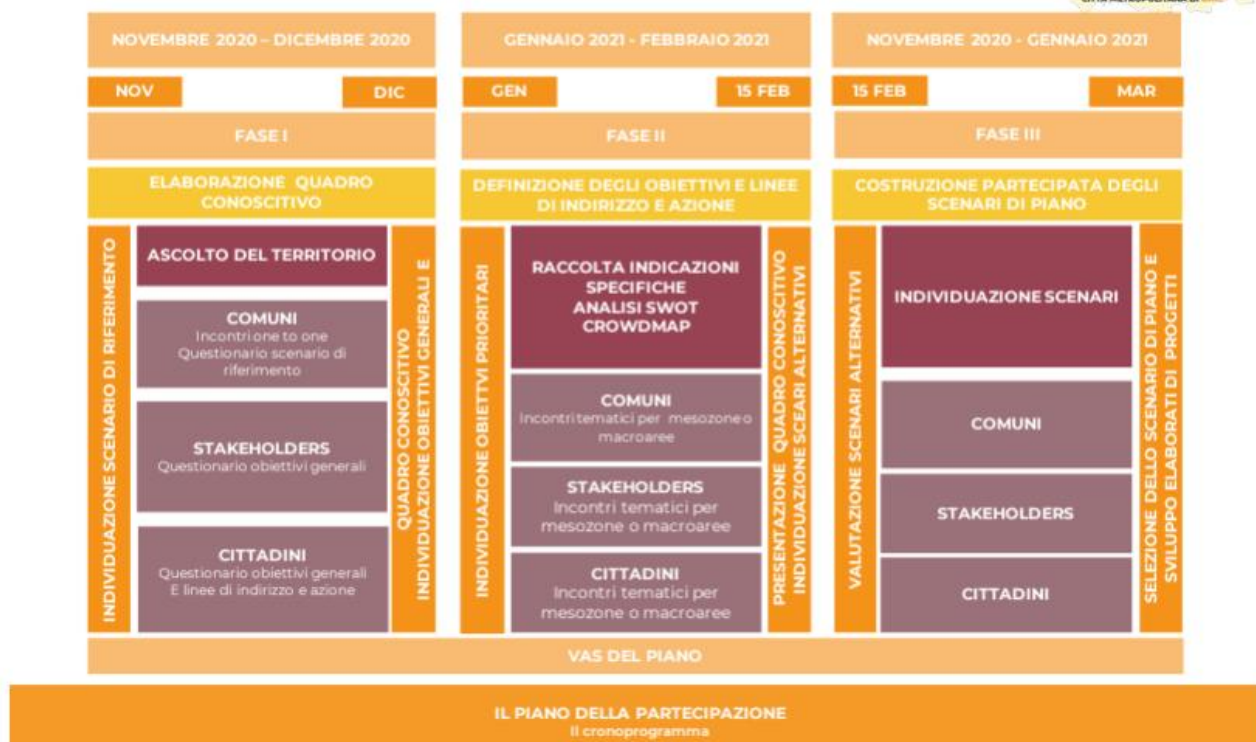 CITTÀ METROPOLITANA DI
NOVEMBRE 2020 – DICEMBRE 2020
NOV
DIC
FASE I
ELABORAZIONE QUADRO
CONOSCITIVO
INDIVIDUAZIONE SCENARIO DI RIFERIMENTO
ASCOLTO DEL TERRITORIO
COMUNI
Incontri one to one
Questionario scenario di
riferimento
STAKEHOLDERS
Questionario obiettivi generali
CITTADINI
Questionario obiettivi generali
E linee di indirizzo e azione
QUADRO CONOSCITIVO
INDIVIDUAZIONE OBIETTIVI GENERALI E
GENNAIO 2021 - FEBBRAIO 2021
GEN
15 FEB
FASE II
DEFINIZIONE DEGLI OBIETTIVI E LINEE
DI INDIRIZZO E AZIONE
INDIVIDUAZIONE OBIETTVI PRIORITARI
RACCOLTA INDICAZIONI
SPECIFICHE
ANALISI SWOT
CROWDMAP
COMUNI
Incontri tematici per mesozone o
macroaree
STAKEHOLDERS
Incontri tematici per
mesozone o macroaree
CITTADINI
Incontri tematici per
mesozone o macroaree
PRESENTAZIONE QUADRO CONOSCITIVO
INDIVIDUAZIONE SCEARI ALTERNATIVI
NOVEMBRE 2020 - GENNAIO 2021
15 FEB
MAR
FASE III
COSTRUZIONE PARTECIPATA DEGLI
SCENARI DI PIANO
VALUTAZIONE SCENARI ALTERNATIVI
INDIVIDUAZIONE SCENARI
COMUNI
STAKEHOLDERS
CITTADINI
SELEZIONE DELLO SCENARIO DI PIANO E
SVILUPPO ELABORATI DI PROGETTI
VAS DEL PIANO
IL PIANO DELLA PARTECIPAZIONE
Il cronoprogramma